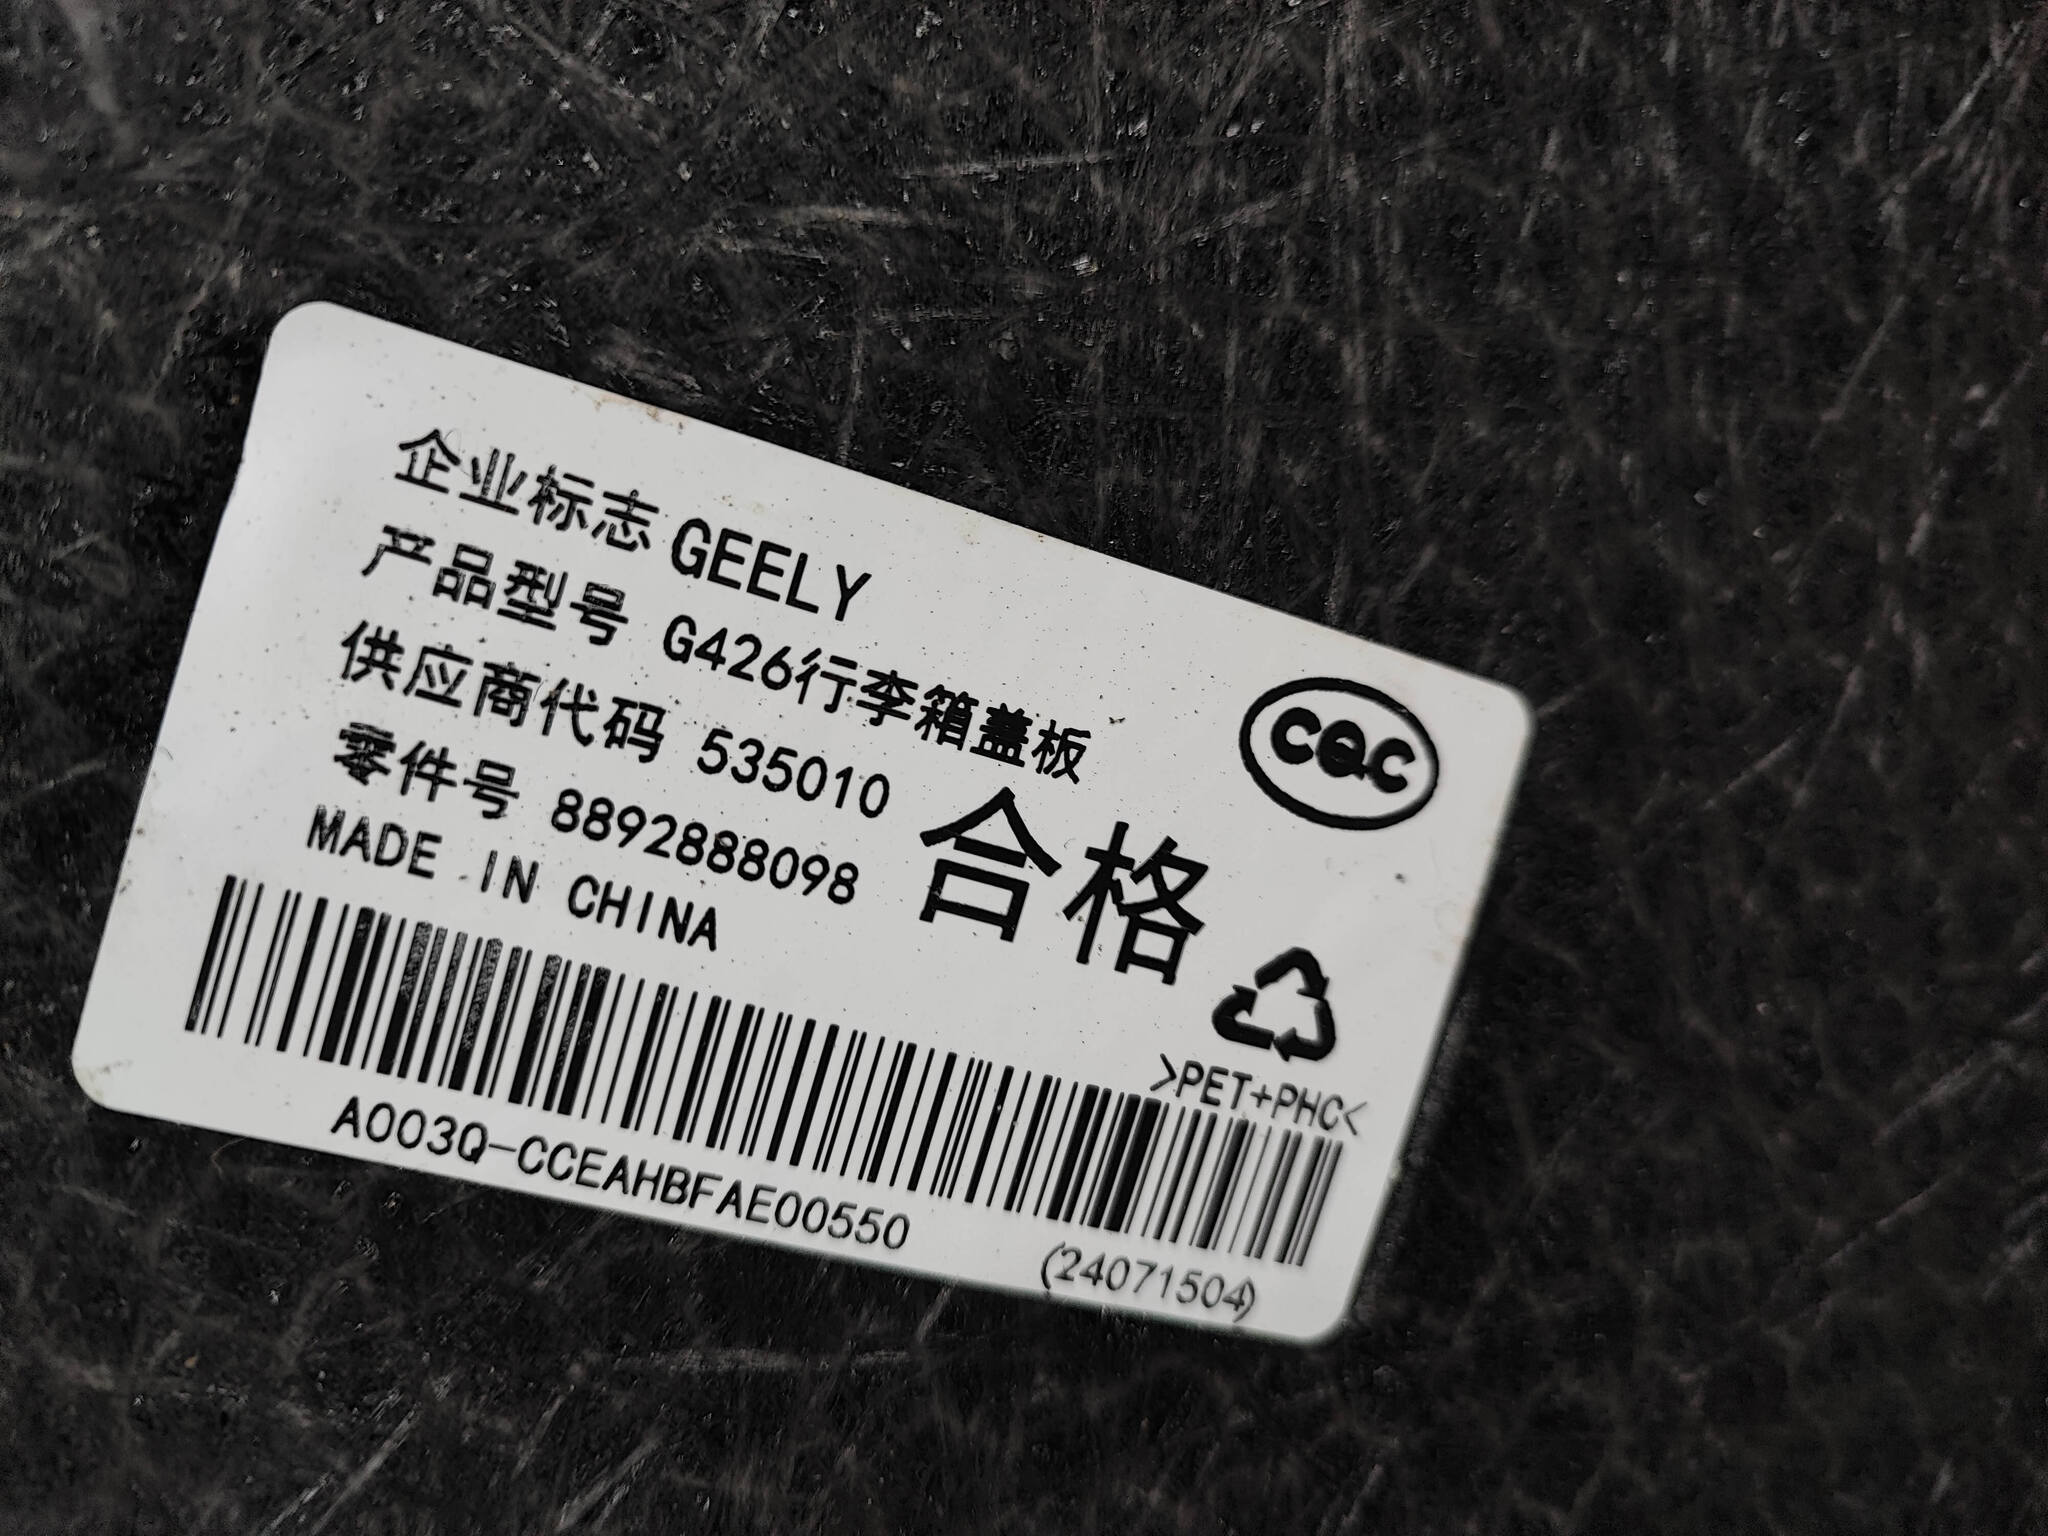 企业标志 GEELY
产品型号 G426行李箱盖板
供应商代码 535010
零件号 8892888098
MADE IN CHINA
CQC
合格
>PET+PHC<
A003Q-CCEAHBFAE00550
(24071504)